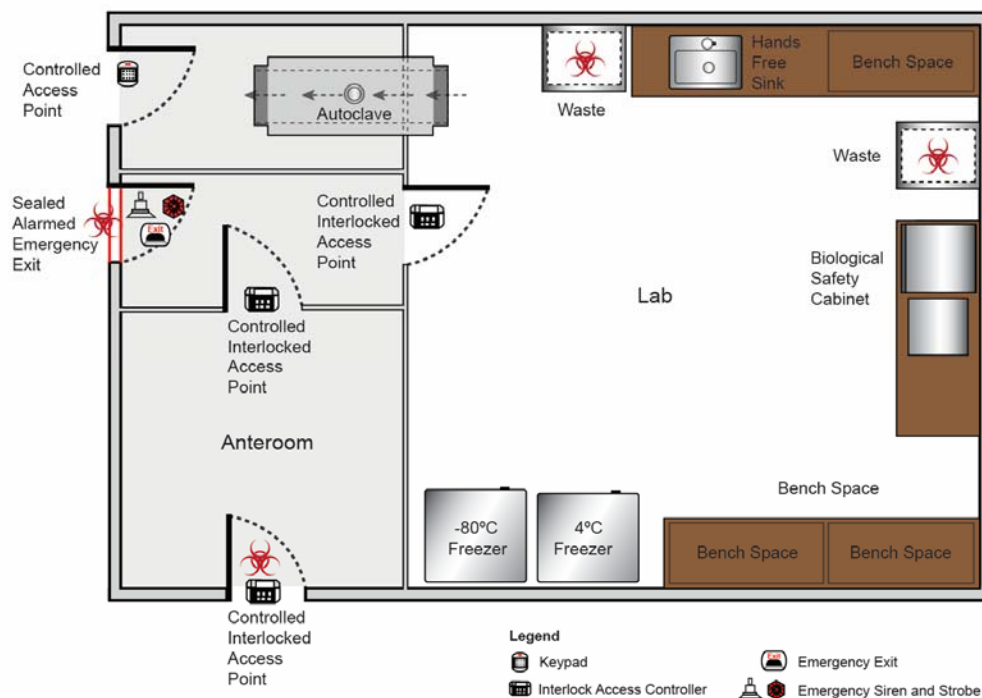 Controlled
Access
Point
Autoclave
Waste
Hands
Free
Sink
Bench Space
Waste
Sealed
Alarmed
Emergency
Exit
Exit
Controlled
Interlocked
Access
Point
Biological
Safety
Cabinet
Lab
Controlled
Interlocked
Access
Point
Anteroom
-80ºC
Freezer
4ºC
Freezer
Bench Space
Bench Space
Bench Space
Controlled
Interlocked
Access
Point
Legend
Keypad
Exit
Emergency Exit
Interlock Access Controller
Emergency Siren and Strobe